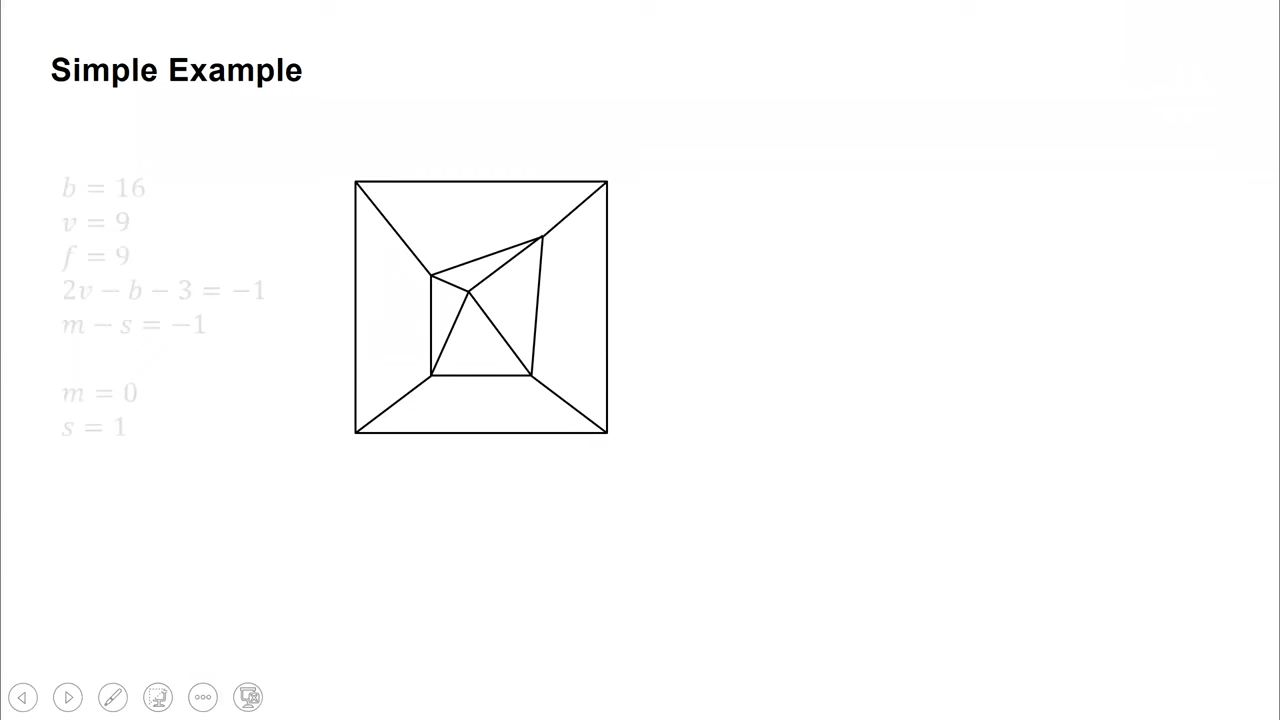 Simple Example
b = 16
v = 9
f = 9
2v − b − 3 = −1
m − s = −1
m = 0
s = 1